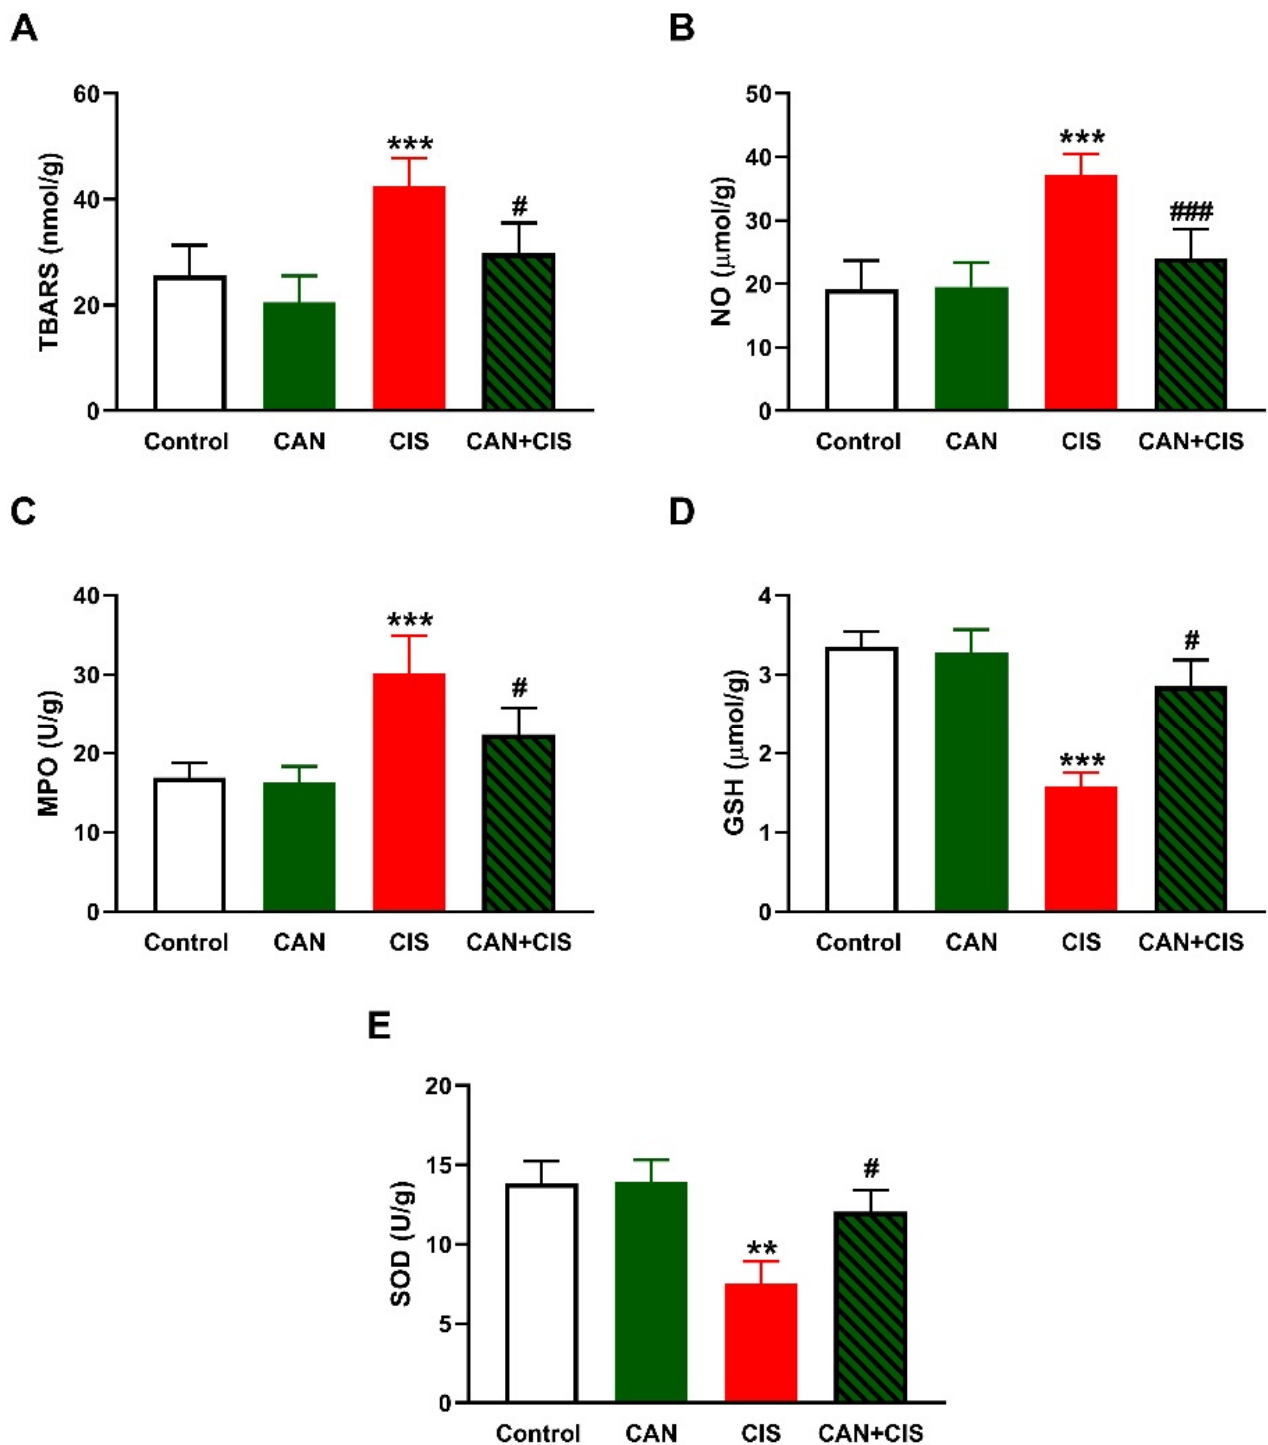 A
TBARS (nmol/g)
60
40
20
0
***
#
Control CAN CIS CAN+CIS
B
NO (μmol/g)
50
40
30
20
10
0
***
###
Control CAN CIS CAN+CIS
C
MPO (U/g)
40
30
20
10
0
***
#
Control CAN CIS CAN+CIS
D
GSH (μmol/g)
4
3
2
1
0
***
#
Control CAN CIS CAN+CIS
E
SOD (U/g)
20
15
10
5
0
**
#
Control CAN CIS CAN+CIS